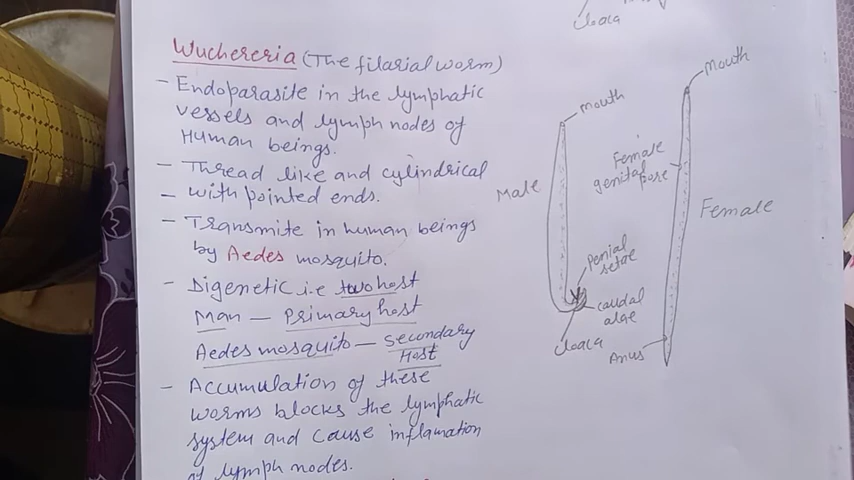 Cloaca
Wuchereria (The filarial worm)
- Endoparasite in the lymphatic
vessels and lymph nodes of
Human beings.
- Thread like and cylindrical
- with pointed ends.
- Transmite in human beings
by Aedes mosquito.
- Digenetic i.e two host
Man — Primary host
Aedes mosquito — Secondary
Host
- Accumulation of these
worms blocks the lymphatic
system and cause inflamation
of lymph nodes.
Mouth
Male
Penial
setae
caudal
alae
Cloaca
Mouth
Female
genital
pore
Female
Anus